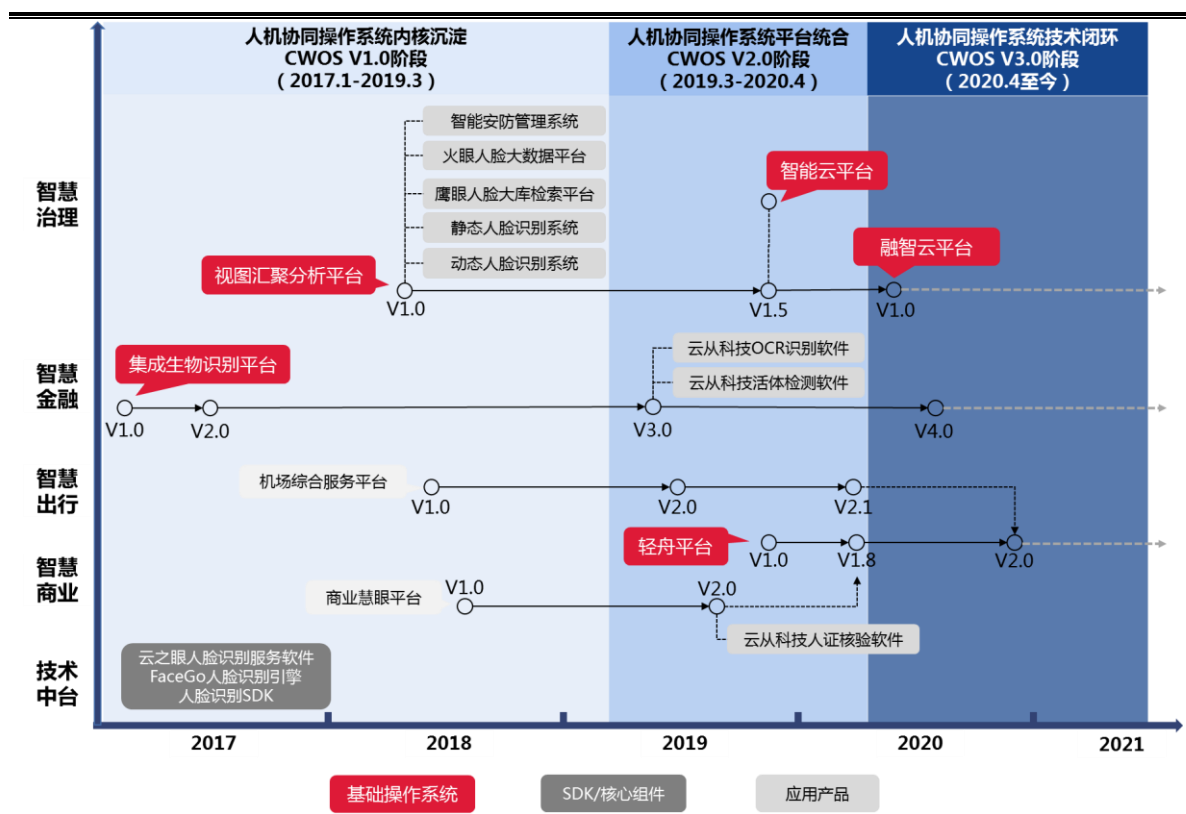 人机协同操作系统内核沉淀
CWOS V1.0阶段
（2017.1-2019.3）
人机协同操作系统平台统合
CWOS V2.0阶段
（2019.3-2020.4）
人机协同操作系统技术闭环
CWOS V3.0阶段
（2020.4至今）
智慧
治理
智能安防管理系统
火眼人脸大数据平台
鹰眼人脸大库检索平台
静态人脸识别系统
动态人脸识别系统
视图汇聚分析平台
V1.0
智能云平台
V1.5
融智云平台
V1.0
智慧
金融
集成生物识别平台
V1.0
V2.0
云从科技OCR识别软件
云从科技活体检测软件
V3.0
V4.0
智慧
出行
机场综合服务平台
V1.0
V2.0
V2.1
智慧
商业
轻舟平台
V1.0
V1.8
V2.0
商业慧眼平台
V1.0
V2.0
云从科技人证核验软件
技术
中台
云之眼人脸识别服务软件
FaceGo人脸识别引擎
人脸识别SDK
2017
2018
2019
2020
2021
基础操作系统
SDK/核心组件
应用产品